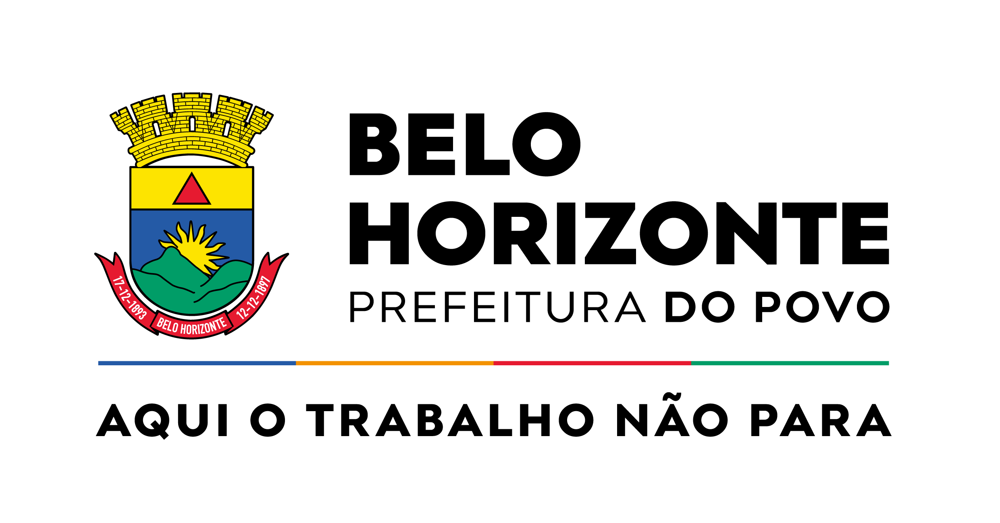 BELO
HORIZONTE
PREFEITURA DO POVO
17-12-1893
BELO HORIZONTE
12-12-1897
AQUI O TRABALHO NÃO PARA